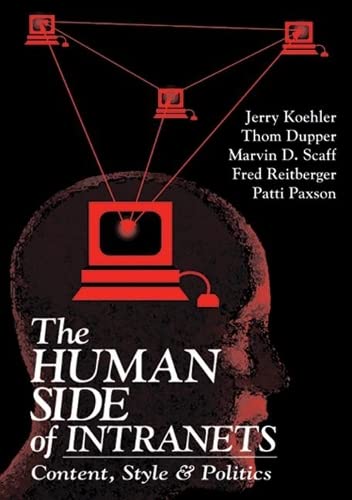 Jerry Koehler
Thom Dupper
Marvin D. Scaff
Fred Reitberger
Patti Paxson
The
HUMAN
SIDE
of INTRANETS
Content, Style & Politics